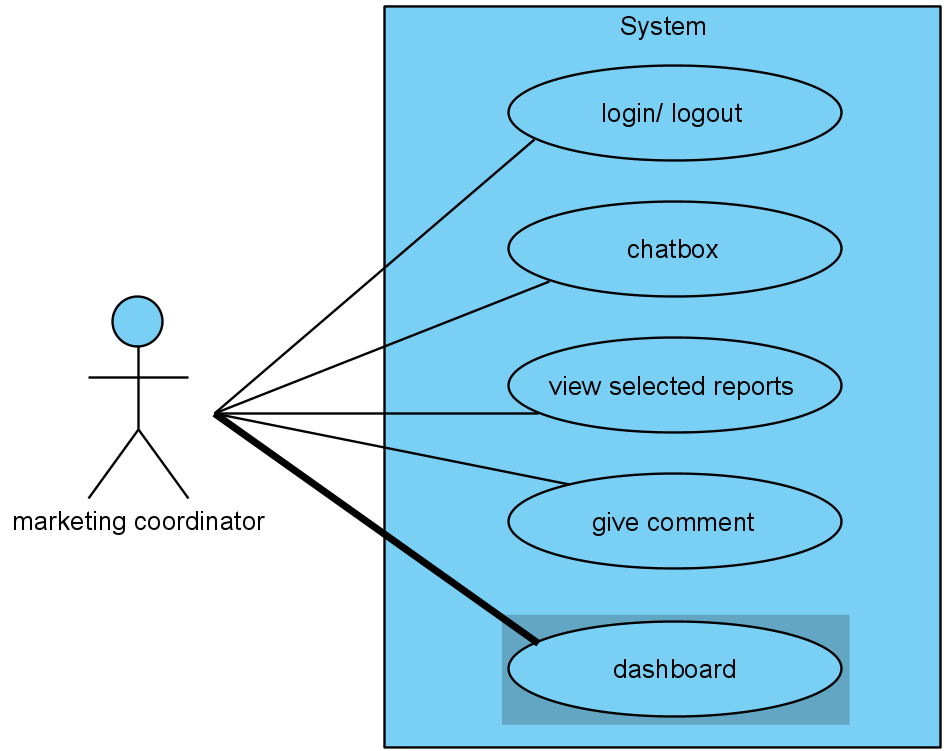 System
login/ logout
chatbox
view selected reports
give comment
marketing coordinator
dashboard